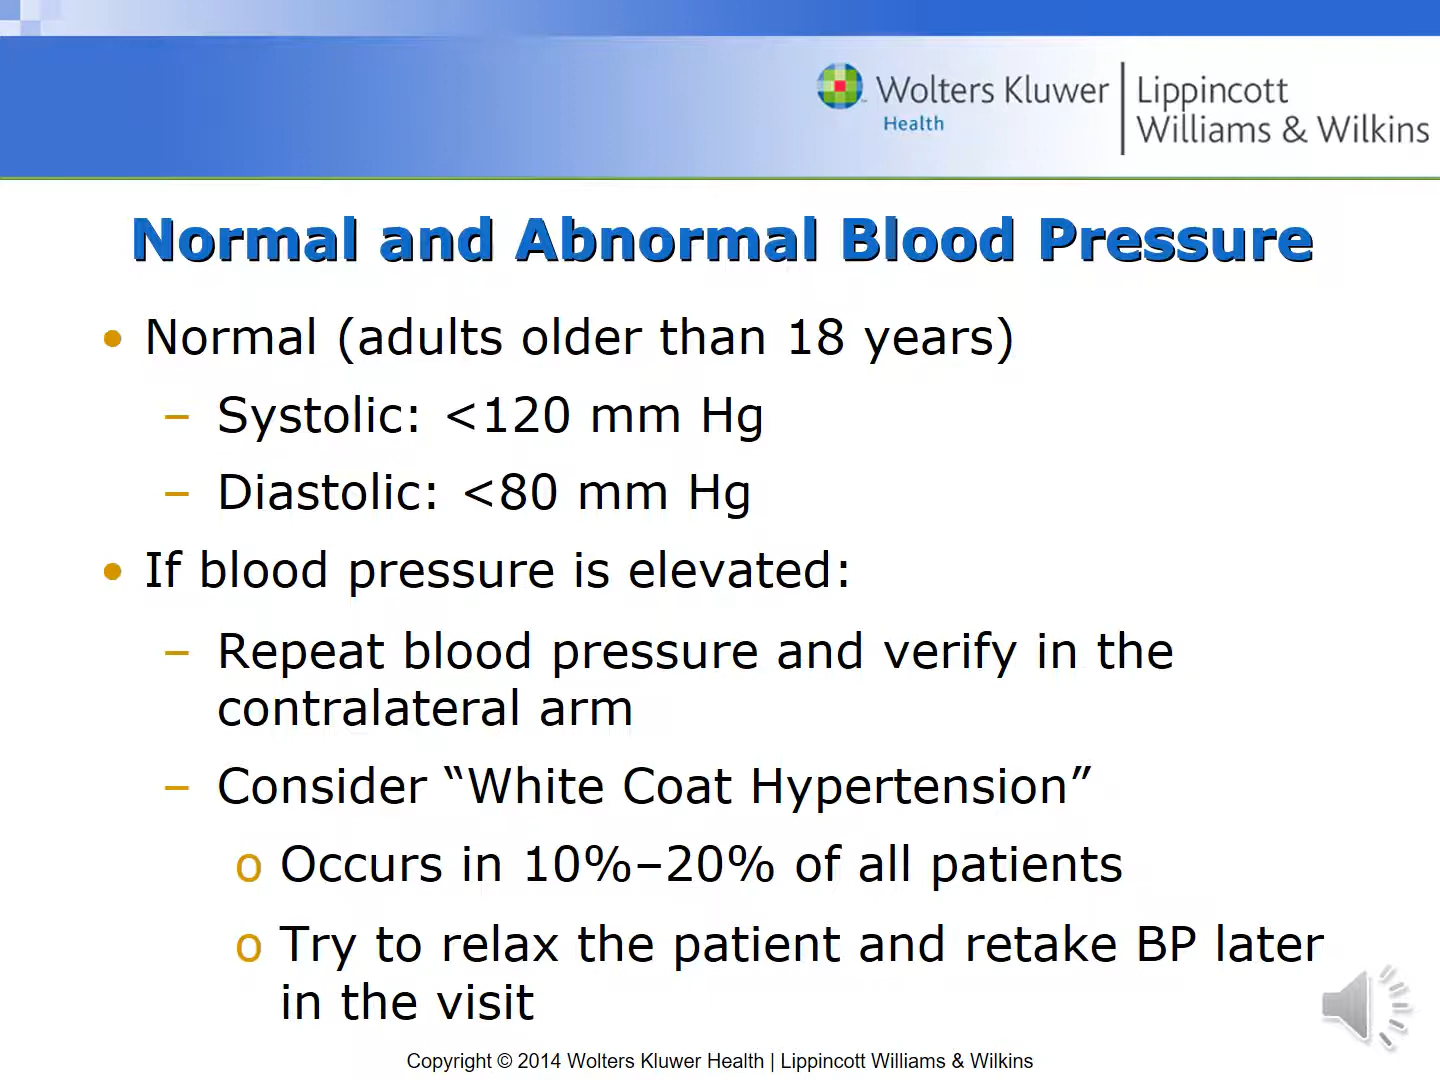 Wolters Kluwer
Health
Lippincott
Williams & Wilkins
Normal and Abnormal Blood Pressure
• Normal (adults older than 18 years)
– Systolic: <120 mm Hg
– Diastolic: <80 mm Hg
• If blood pressure is elevated:
– Repeat blood pressure and verify in the
contralateral arm
– Consider “White Coat Hypertension”
o Occurs in 10%–20% of all patients
o Try to relax the patient and retake BP later
in the visit
Copyright © 2014 Wolters Kluwer Health | Lippincott Williams & Wilkins